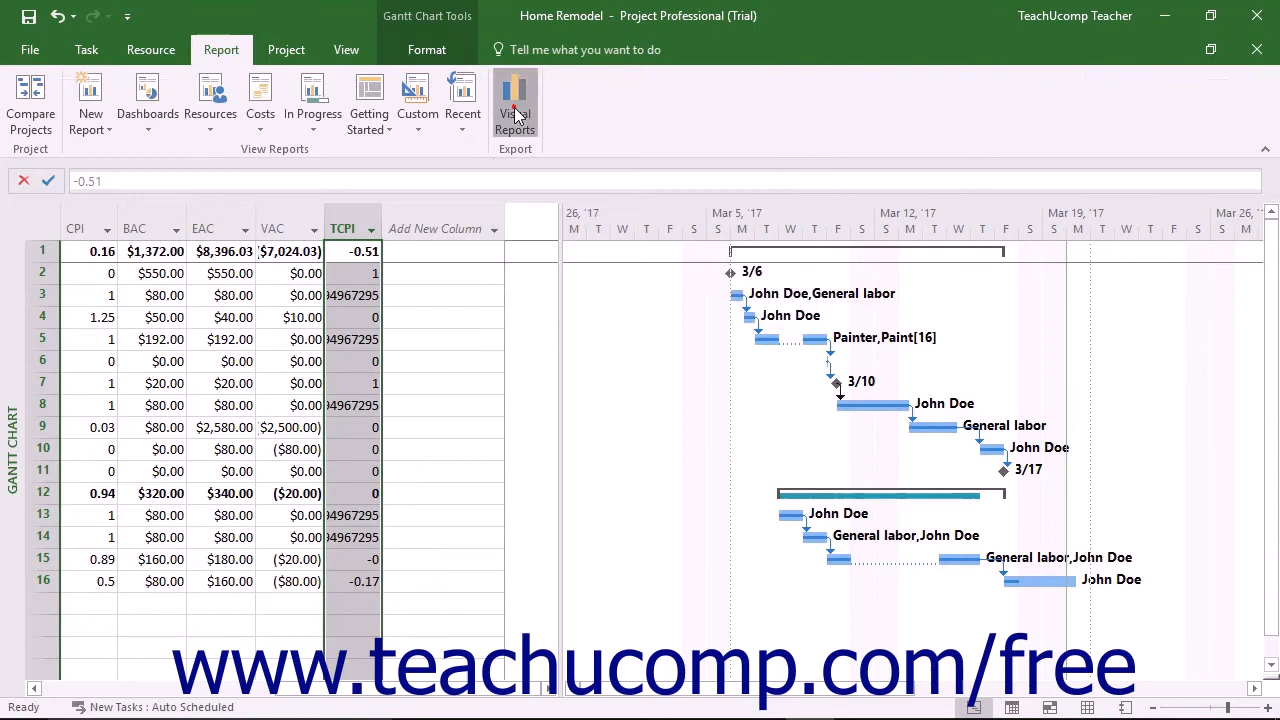 Gantt Chart Tools
Home Remodel - Project Professional (Trial)
TeachUcomp Teacher
File Task Resource Report Project View Format Tell me what you want to do
Compare Projects
New Report
Dashboards
Resources
Costs
In Progress
Getting Started
Custom
Recent
Visual Reports
Project View Reports Export
-0.51
CPI BAC EAC VAC TCPI Add New Column
26, '17 Mar 5, '17 Mar 12, '17 Mar 19, '17 Mar 26, '17
M T W T F S S M T W T F S S M T W T F S S M T W T F S S M
1 0.16 $1,372.00 $8,396.03 ($7,024.03) -0.51
2 0 $550.00 $550.00 $0.00 1 3/6
3 1 $80.00 $80.00 $0.00 94967295 John Doe,General labor
4 1.25 $50.00 $40.00 $10.00 0 John Doe
5 1 $192.00 $192.00 $0.00 94967295 Painter,Paint[16]
6 0 $0.00 $0.00 $0.00 0
7 1 $20.00 $20.00 $0.00 1 3/10
8 1 $80.00 $80.00 $0.00 94967295 John Doe
9 0.03 $80.00 $2,580.00 ($2,500.00) 0 General labor
10 0 $0.00 $80.00 ($80.00) 0 John Doe
11 0 $0.00 $0.00 $0.00 0 3/17
12 0.94 $320.00 $340.00 ($20.00) 0
13 1 $80.00 $80.00 $0.00 94967295 John Doe
14 1 $80.00 $80.00 $0.00 94967295 General labor,John Doe
15 0.89 $160.00 $180.00 ($20.00) -0 General labor,John Doe
16 0.5 $80.00 $160.00 ($80.00) -0.17 John Doe
GANTT CHART
www.teachucomp.com/free
Ready New Tasks : Auto Scheduled